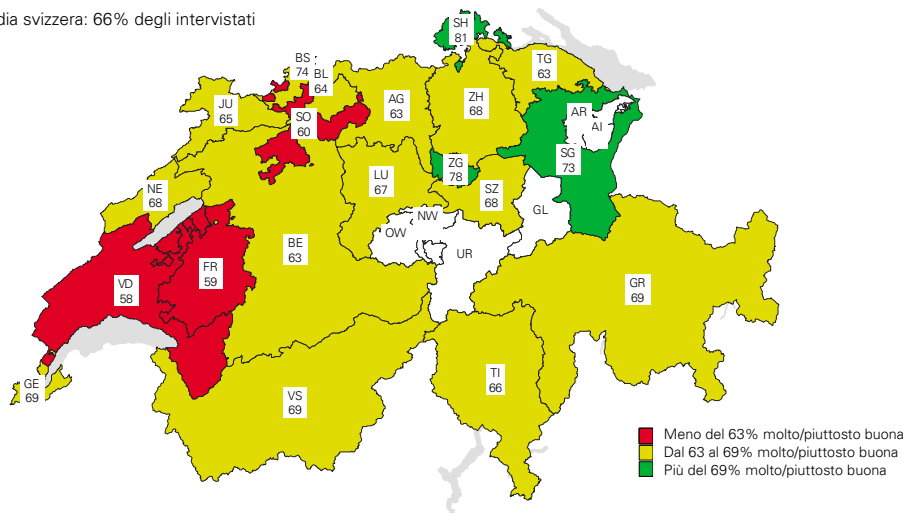 dia svizzera: 66% degli intervistati
SH
81
BS
74
BL
64
TG
63
JU
65
AG
63
ZH
68
AR
AI
SO
60
ZG
78
SG
73
LU
67
NE
68
SZ
68
GL
NW
OW
UR
BE
63
FR
59
VD
58
GR
69
GE
69
VS
69
TI
66
Meno del 63% molto/piuttosto buona
Dal 63 al 69% molto/piuttosto buona
Più del 69% molto/piuttosto buona